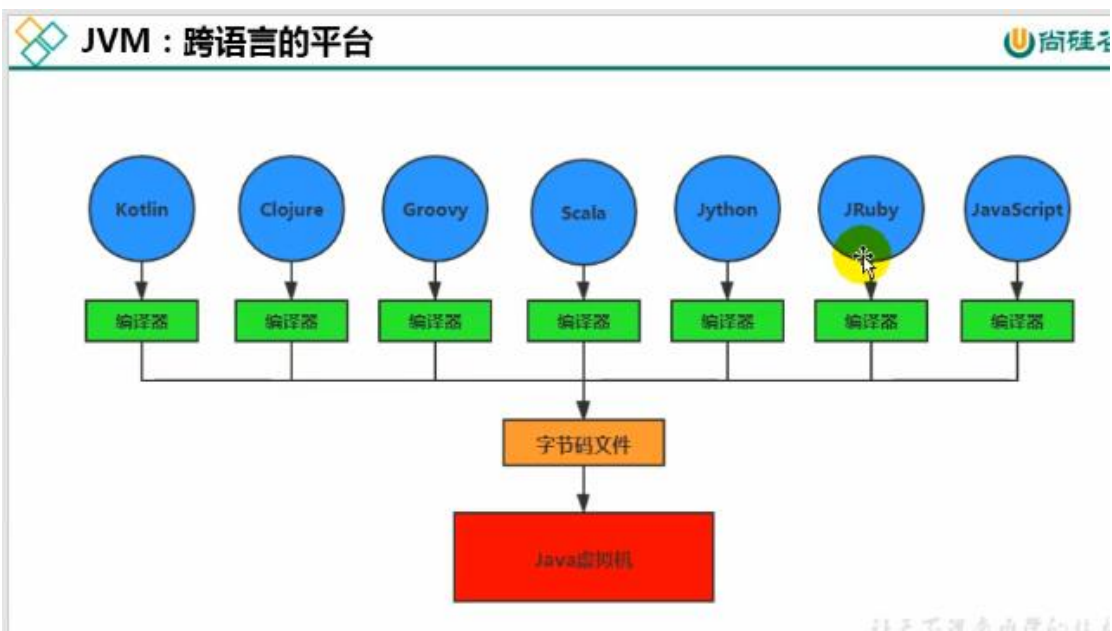 JVM：跨语言的平台
尚硅谷
Kotlin
Clojure
Groovy
Scala
Jython
JRuby
JavaScript
编译器
编译器
编译器
编译器
编译器
编译器
编译器
字节码文件
Java虚拟机